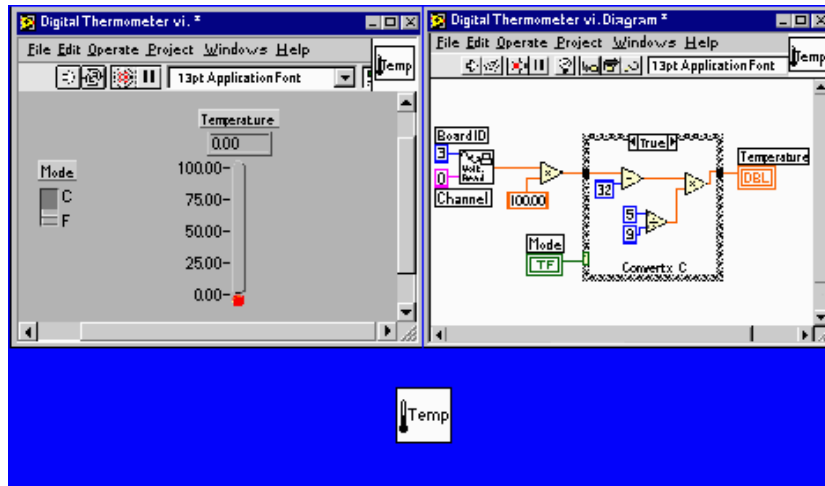 Digital Thermometer vi. *
File Edit Operate Project Windows Help
Temp
13pt Application Font
Temperature
0.00
Mode
C
F
100.00
75.00
50.00
25.00
0.00
Digital Thermometer vi. Diagram *
File Edit Operate Project Windows Help
Temp
13pt Application Font
Board ID
3
Volt.
Read
0
Channel
100.00
True
32
5
9
Convertx C
Mode
TF
Temperature
DBL
Temp